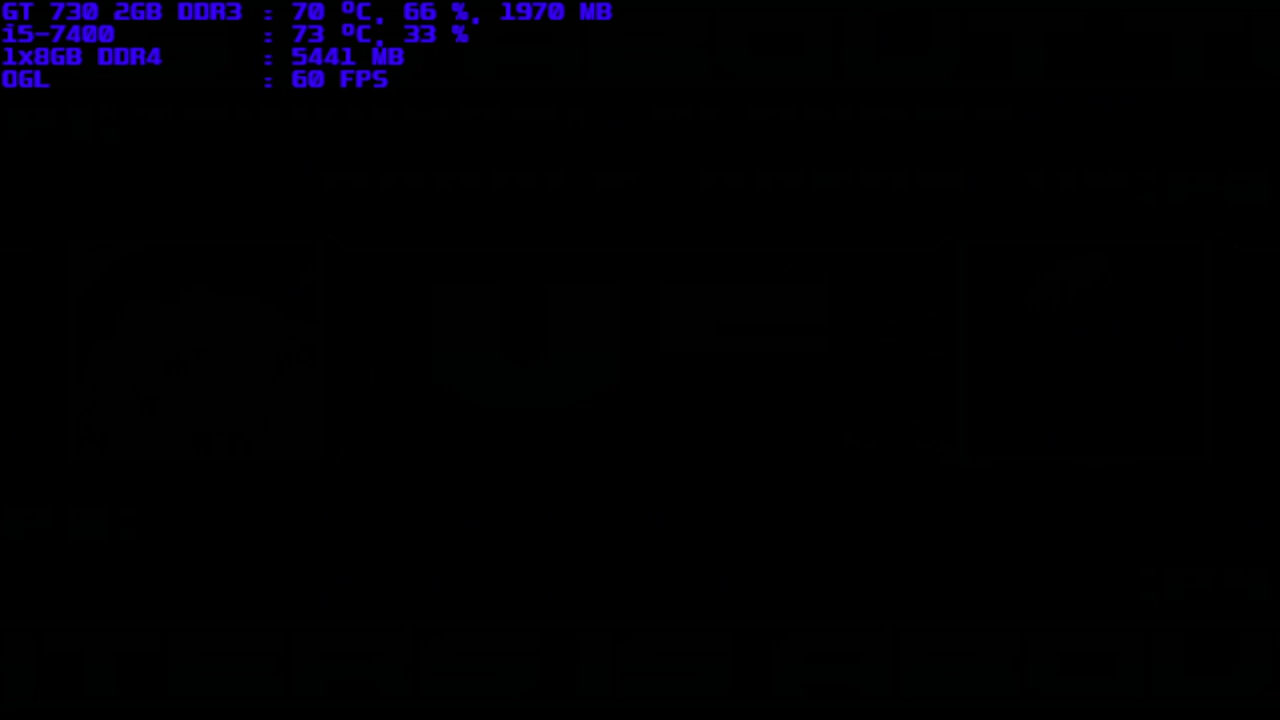 GT 730 2GB DDR3 : 70 ºC, 66 %, 1970 MB
i5-7400 : 73 ºC, 33 %
1x8GB DDR4 : 5441 MB
OGL : 60 FPS